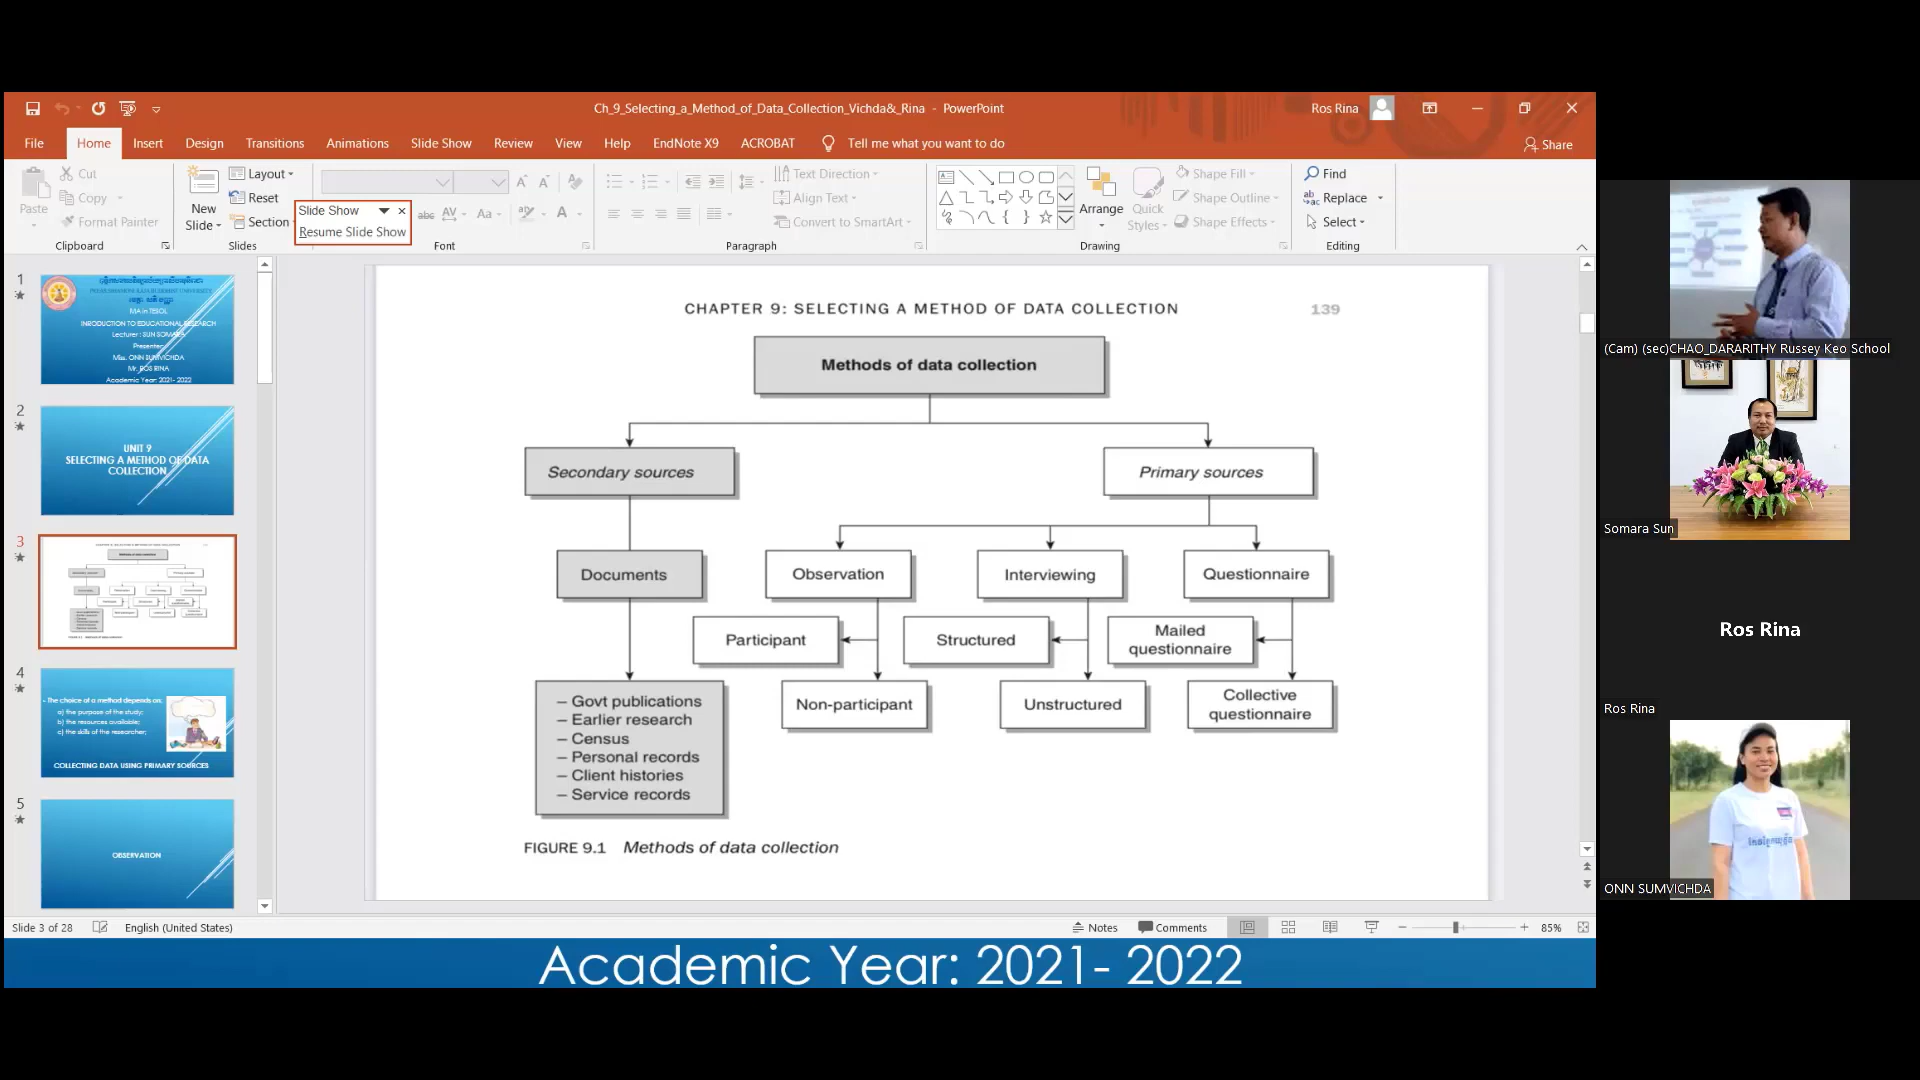 Ch_9_Selecting_a_Method_of_Data_Collection_Vichda&_Rina - PowerPoint
Ros Rina
File Home Insert Design Transitions Animations Slide Show Review View Help EndNote X9 ACROBAT Tell me what you want to do
Share
Paste
Cut
Copy
Format Painter
Clipboard
New
Slide
Layout
Reset
Section
Slides
Slide Show
Resume Slide Show
abc AV Aa A
Font
Text Direction
Align Text
Convert to SmartArt
Paragraph
Arrange
Quick
Styles
Shape Fill
Shape Outline
Shape Effects
Drawing
Find
Replace
Select
Editing
1
MA in TESOL
INRODUCTION TO EDUCATIONAL RESEARCH
Lecturer : SUN SOMARA
Presenter:
Miss. ONN SUMVICHDA
Mr. ROS RINA
Academic Year: 2021- 2022
2
UNIT 9
SELECTING A METHOD OF DATA
COLLECTION
3
4
- The choice of a method depends on:
a) the purpose of the study;
b) the resources available;
c) the skills of the researcher;
COLLECTING DATA USING PRIMARY SOURCES
5
OBSERVATION
CHAPTER 9: SELECTING A METHOD OF DATA COLLECTION 139
Methods of data collection
Secondary sources
Primary sources
Documents
Observation
Interviewing
Questionnaire
Participant
Structured
Mailed
questionnaire
Non-participant
Unstructured
Collective
questionnaire
– Govt publications
– Earlier research
– Census
– Personal records
– Client histories
– Service records
FIGURE 9.1 Methods of data collection
Slide 3 of 28 English (United States)
Notes Comments 85%
Academic Year: 2021- 2022
(Cam) (sec)CHAO_DARARITHY Russey Keo School
Somara Sun
Ros Rina
Ros Rina
ONN SUMVICHDA